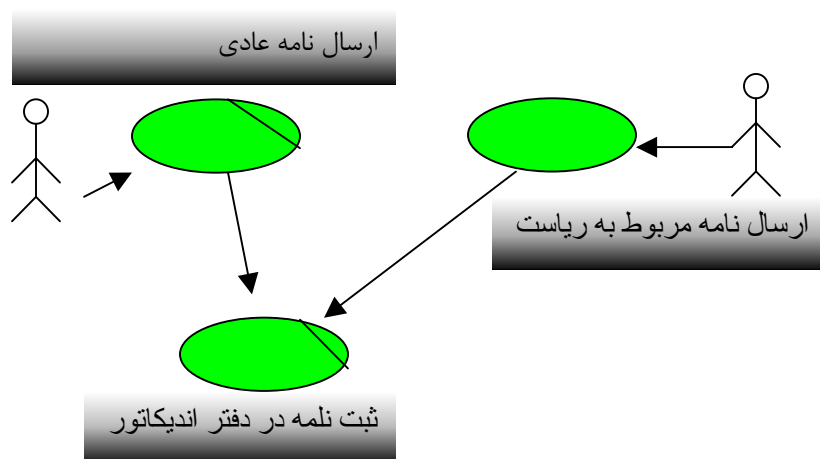 ارسال نامه عادی
ارسال نامه مربوط به ریاست
ثبت نلمه در دفتر اندیکاتور